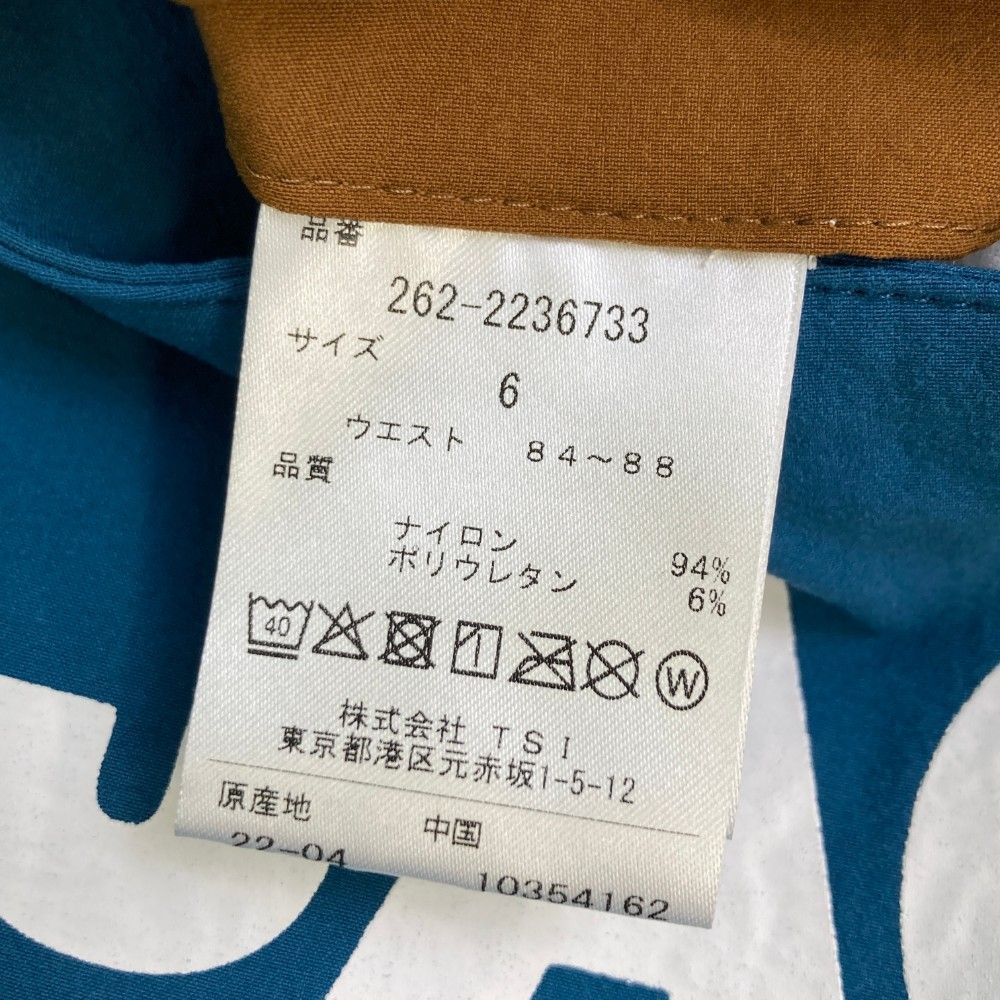 品番
262-2236733
サイズ
6
ウエスト 84~88
品質
ナイロン 94%
ポリウレタン 6%
40 W
株式会社 TSI
東京都港区元赤坂1-5-12
原産地 中国
22-04 10354162